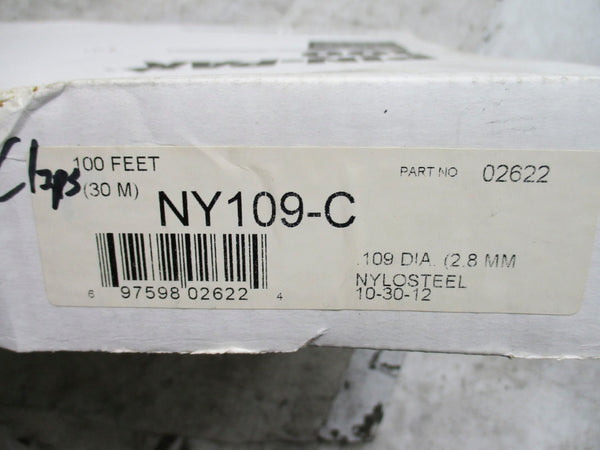 Clips
100 FEET
(30 M)
NY109-C
PART NO 02622
6 97598 02622 4
.109 DIA. (2.8 MM
NYLOSTEEL
10-30-12